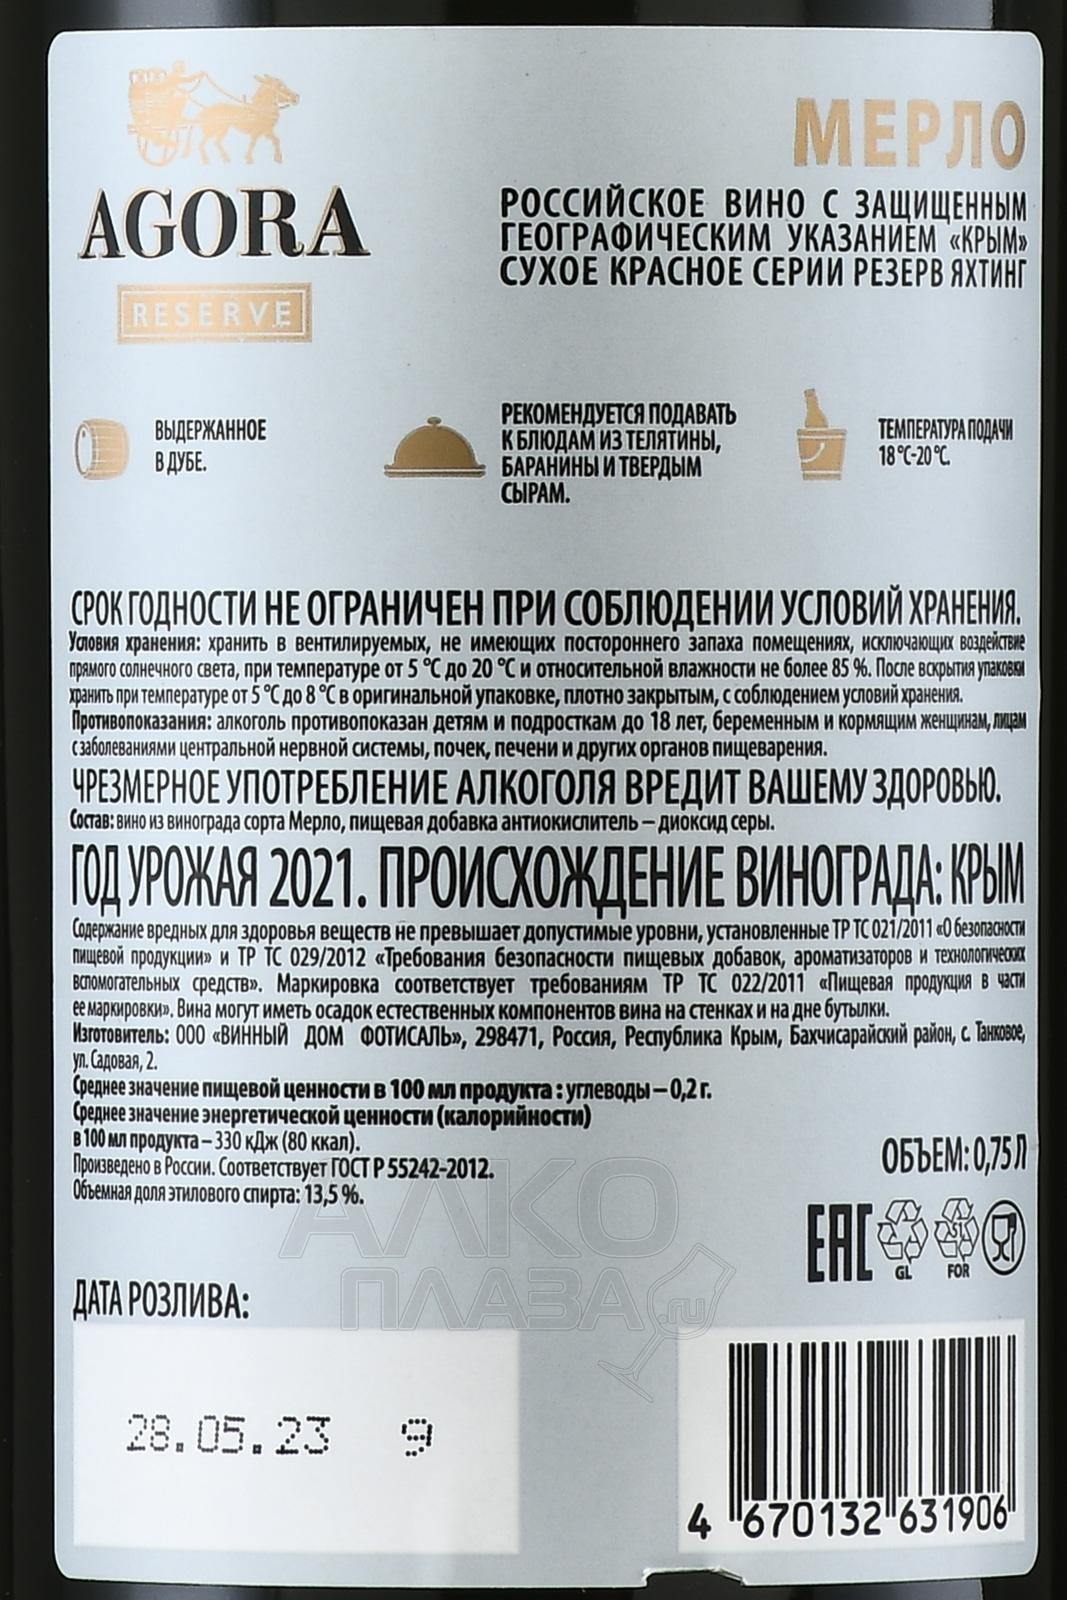 AGORA
RESERVE
МЕРЛО
РОССИЙСКОЕ ВИНО С ЗАЩИЩЕННЫМ
ГЕОГРАФИЧЕСКИМ УКАЗАНИЕМ «КРЫМ»
СУХОЕ КРАСНОЕ СЕРИИ РЕЗЕРВ ЯХТИНГ
ВЫДЕРЖАННОЕ
В ДУБЕ.
РЕКОМЕНДУЕТСЯ ПОДАВАТЬ
К БЛЮДАМ ИЗ ТЕЛЯТИНЫ,
БАРАНИНЫ И ТВЕРДЫМ
СЫРАМ.
ТЕМПЕРАТУРА ПОДАЧИ
18 °С-20 °С.
СРОК ГОДНОСТИ НЕ ОГРАНИЧЕН ПРИ СОБЛЮДЕНИИ УСЛОВИЙ ХРАНЕНИЯ.
Условия хранения: хранить в вентилируемых, не имеющих постороннего запаха помещениях, исключающих воздействие
прямого солнечного света, при температуре от 5 °С до 20 °С и относительной влажности не более 85 %. После вскрытия упаковки
хранить при температуре от 5 °С до 8 °С в оригинальной упаковке, плотно закрытым, с соблюдением условий хранения.
Противопоказания: алкоголь противопоказан детям и подросткам до 18 лет, беременным и кормящим женщинам, лицам
с заболеваниями центральной нервной системы, почек, печени и других органов пищеварения.
ЧРЕЗМЕРНОЕ УПОТРЕБЛЕНИЕ АЛКОГОЛЯ ВРЕДИТ ВАШЕМУ ЗДОРОВЬЮ.
Состав: вино из винограда сорта Мерло, пищевая добавка антиокислитель – диоксид серы.
ГОД УРОЖАЯ 2021. ПРОИСХОЖДЕНИЕ ВИНОГРАДА: КРЫМ
Содержание вредных для здоровья веществ не превышает допустимые уровни, установленные ТР ТС 021/2011 «О безопасности
пищевой продукции» и ТР ТС 029/2012 «Требования безопасности пищевых добавок, ароматизаторов и технологических
вспомогательных средств». Маркировка соответствует требованиям ТР ТС 022/2011 «Пищевая продукция в части
ее маркировки». Вина могут иметь осадок естественных компонентов вина на стенках и на дне бутылки.
Изготовитель: ООО «ВИННЫЙ ДОМ ФОТИСАЛЬ», 298471, Россия, Республика Крым, Бахчисарайский район, с. Танковое,
ул. Садовая, 2.
Среднее значение пищевой ценности в 100 мл продукта : углеводы – 0,2 г.
Среднее значение энергетической ценности (калорийности)
в 100 мл продукта – 330 кДж (80 ккал).
Произведено в России. Соответствует ГОСТ Р 55242-2012.
Объемная доля этилового спирта: 13,5 %.
ОБЪЕМ: 0,75 Л
EAC
GL
51
FOR
АЛКО
ПЛАЗА
.ru
ДАТА РОЗЛИВА:
28.05.23 9
4 670132 631906